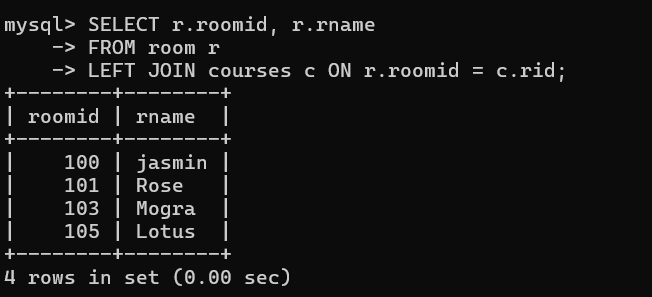 mysql> SELECT r.roomid, r.rname
    -> FROM room r
    -> LEFT JOIN courses c ON r.roomid = c.rid;
+--------+--------+
| roomid | rname  |
+--------+--------+
|    100 | jasmin |
|    101 | Rose   |
|    103 | Mogra  |
|    105 | Lotus  |
+--------+--------+
4 rows in set (0.00 sec)